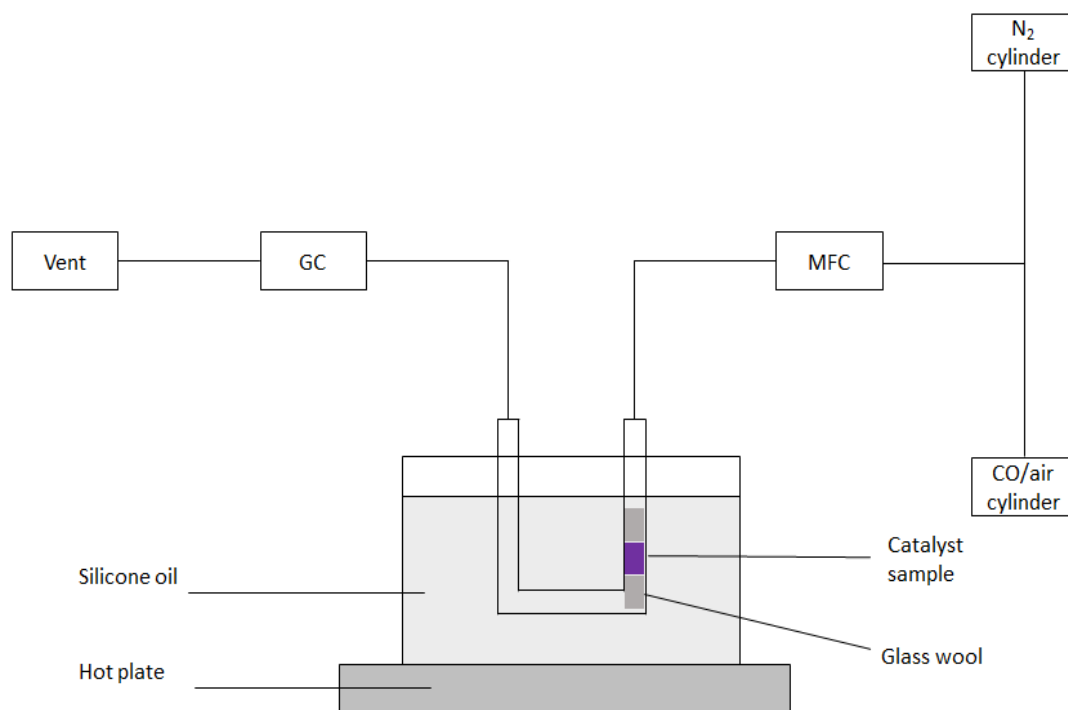 N₂
cylinder
Vent
GC
MFC
CO/air
cylinder
Catalyst
sample
Silicone oil
Glass wool
Hot plate